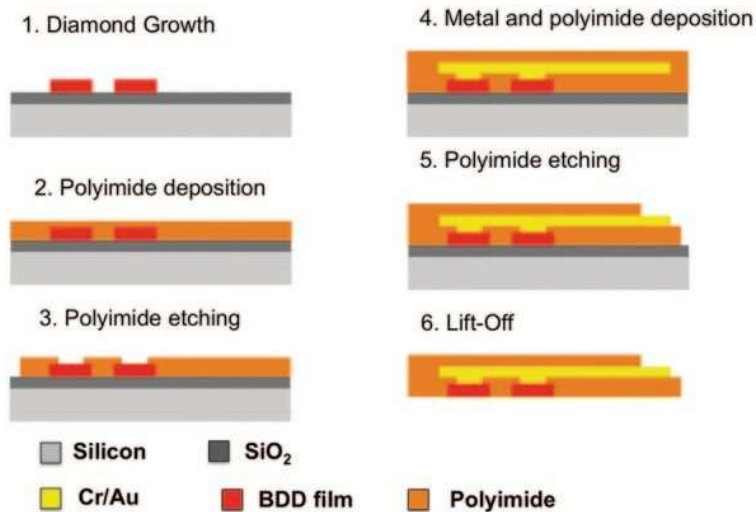 1. Diamond Growth
2. Polyimide deposition
3. Polyimide etching
4. Metal and polyimide deposition
5. Polyimide etching
6. Lift-Off
Silicon
SiO₂
Cr/Au
BDD film
Polyimide